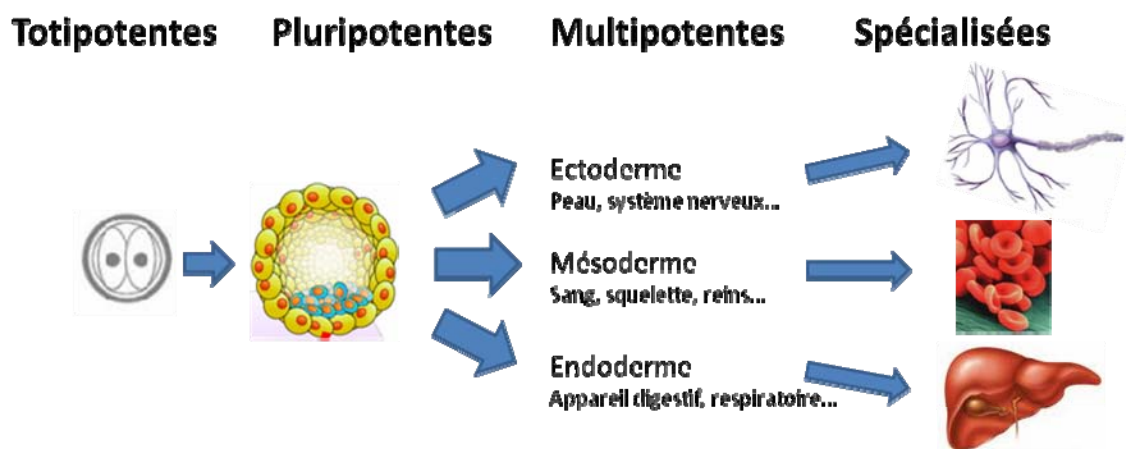 Totipotentes Pluripotentes Multipotentes Spécialisées
Ectoderme
Peau, système nerveux...
Mésoderme
Sang, squelette, reins...
Endoderme
Appareil digestif, respiratoire...